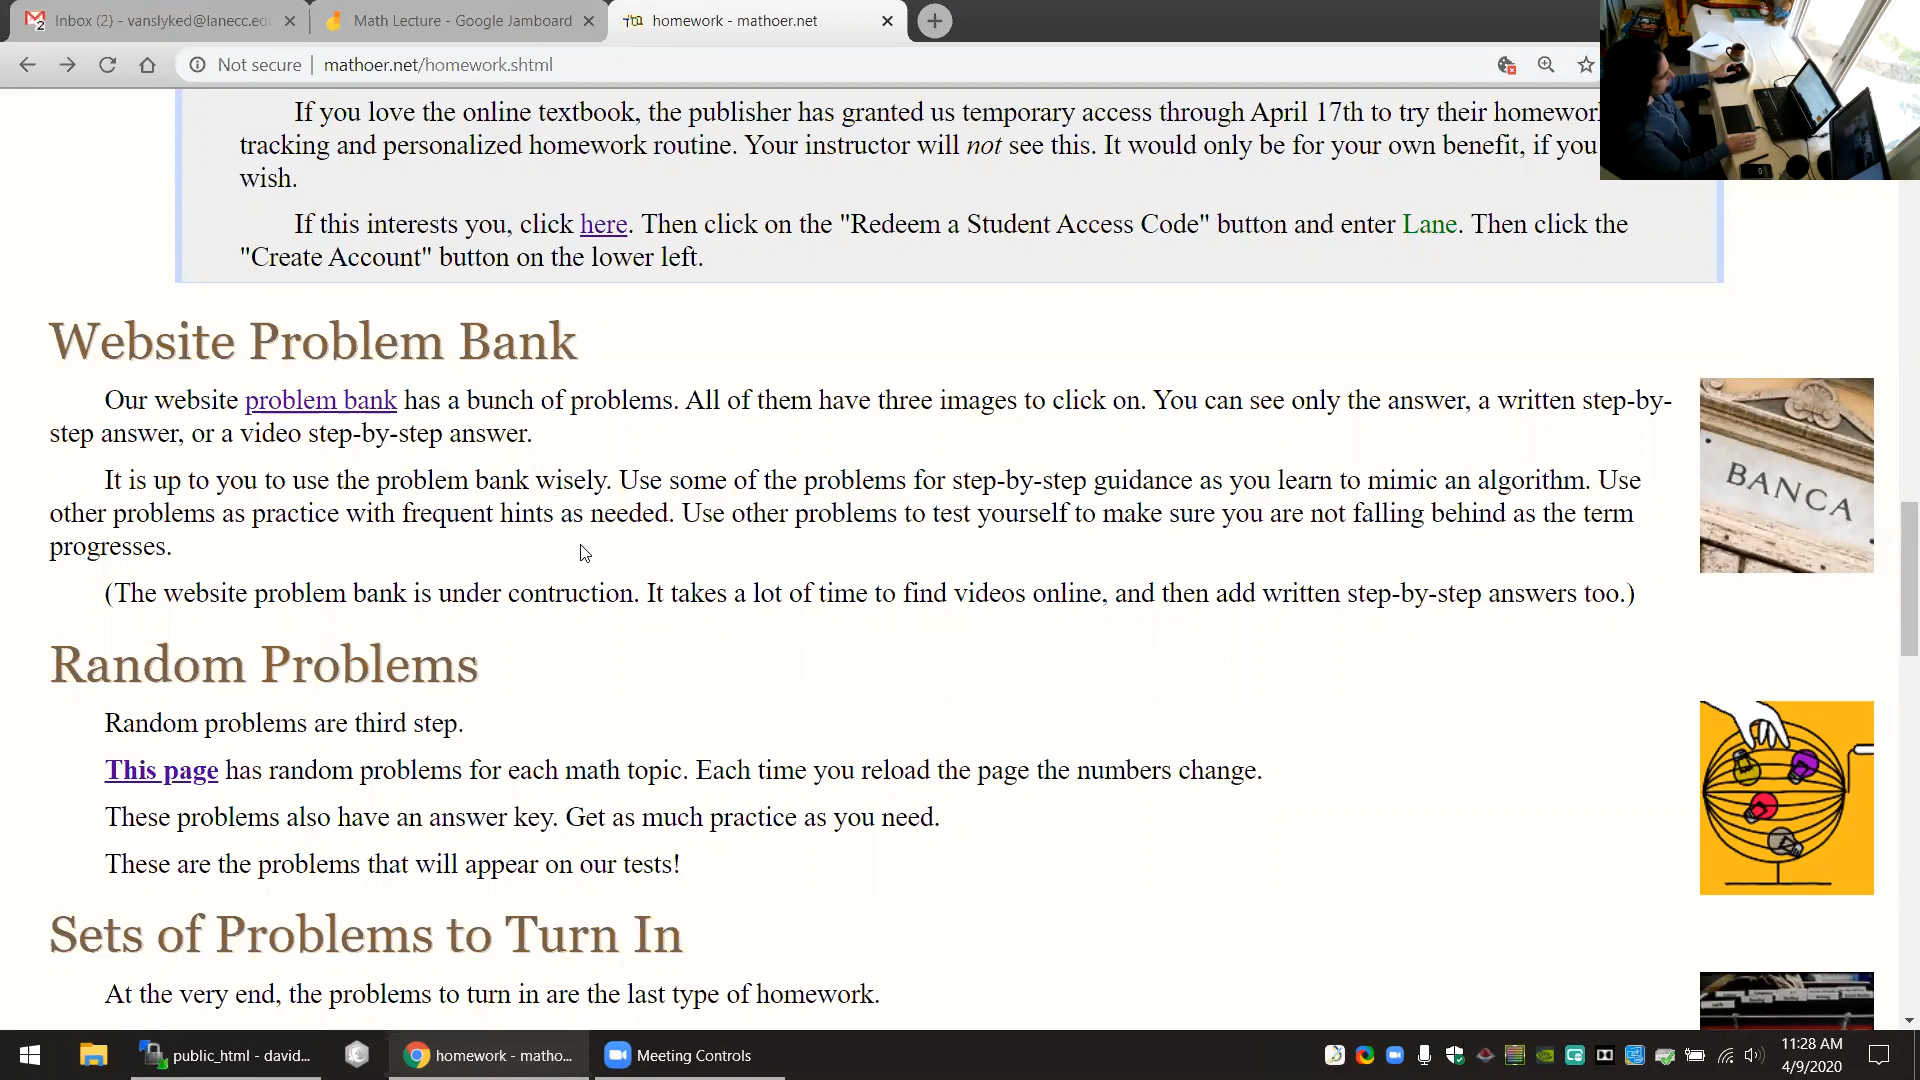 Inbox (2) - vanslyked@lanecc.ed
Math Lecture - Google Jamboard
homework - mathoer.net
Not secure
mathoer.net/homework.shtml
If you love the online textbook, the publisher has granted us temporary access through April 17th to try their homework
tracking and personalized homework routine. Your instructor will not see this. It would only be for your own benefit, if you
wish.
If this interests you, click here. Then click on the "Redeem a Student Access Code" button and enter Lane. Then click the
"Create Account" button on the lower left.
Website Problem Bank
Our website problem bank has a bunch of problems. All of them have three images to click on. You can see only the answer, a written step-by-
step answer, or a video step-by-step answer.
It is up to you to use the problem bank wisely. Use some of the problems for step-by-step guidance as you learn to mimic an algorithm. Use
other problems as practice with frequent hints as needed. Use other problems to test yourself to make sure you are not falling behind as the term
progresses.
BANCA
(The website problem bank is under contruction. It takes a lot of time to find videos online, and then add written step-by-step answers too.)
Random Problems
Random problems are third step.
This page has random problems for each math topic. Each time you reload the page the numbers change.
These problems also have an answer key. Get as much practice as you need.
These are the problems that will appear on our tests!
Sets of Problems to Turn In
At the very end, the problems to turn in are the last type of homework.
public_html - david...
homework - matho...
Meeting Controls
11:28 AM
4/9/2020